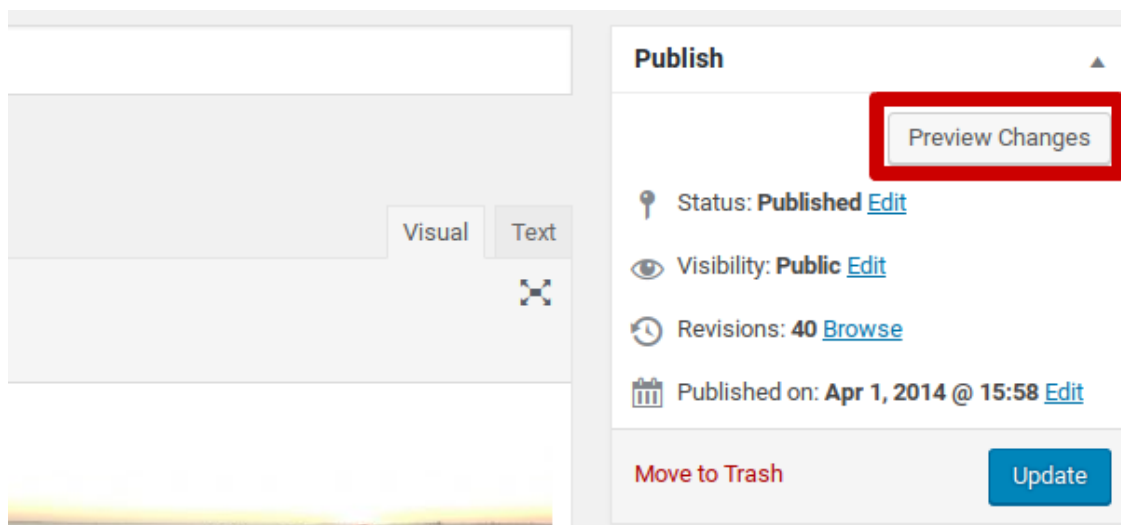 Publish
Preview Changes
Visual Text
Status: Published Edit
Visibility: Public Edit
Revisions: 40 Browse
Published on: Apr 1, 2014 @ 15:58 Edit
Move to Trash Update